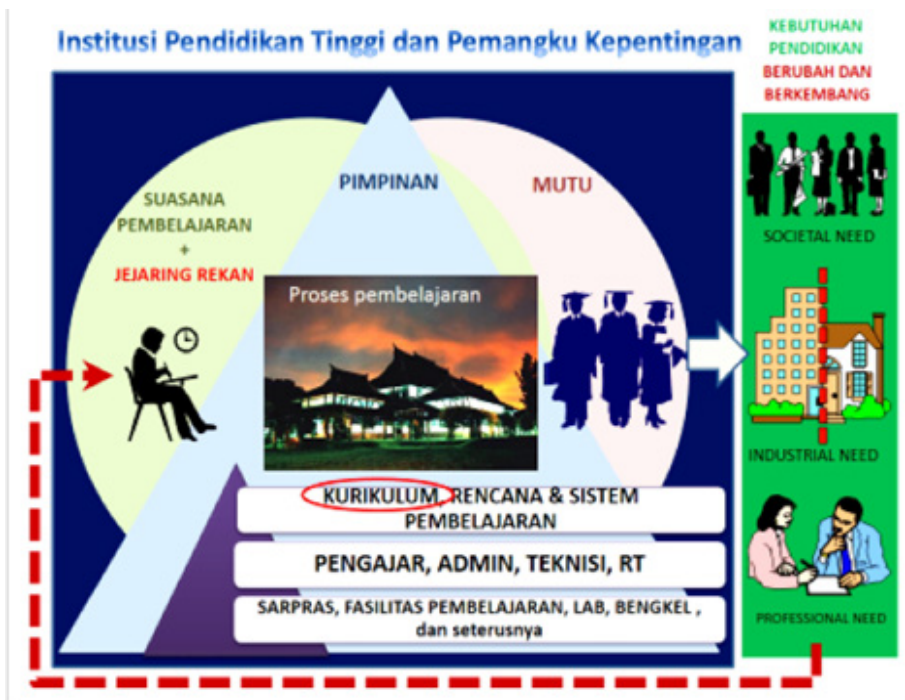 Institusi Pendidikan Tinggi dan Pemangku Kepentingan
KEBUTUHAN
PENDIDIKAN
BERUBAH DAN
BERKEMBANG
SUASANA
PEMBELAJARAN
+
JEJARING REKAN
PIMPINAN
MUTU
Proses pembelajaran
KURIKULUM, RENCANA & SISTEM
PEMBELAJARAN
PENGAJAR, ADMIN, TEKNISI, RT
SARPRAS, FASILITAS PEMBELAJARAN, LAB, BENGKEL ,
dan seterusnya
SOCIETAL NEED
INDUSTRIAL NEED
PROFESSIONAL NEED